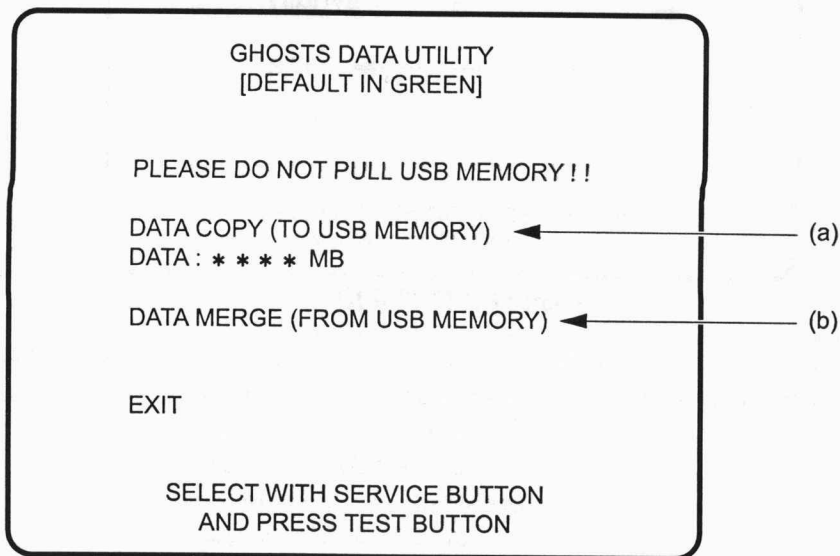 GHOSTS DATA UTILITY
[DEFAULT IN GREEN]
PLEASE DO NOT PULL USB MEMORY ! !
DATA COPY (TO USB MEMORY)
(a)
DATA : ＊＊＊＊ MB
DATA MERGE (FROM USB MEMORY)
(b)
EXIT
SELECT WITH SERVICE BUTTON
AND PRESS TEST BUTTON